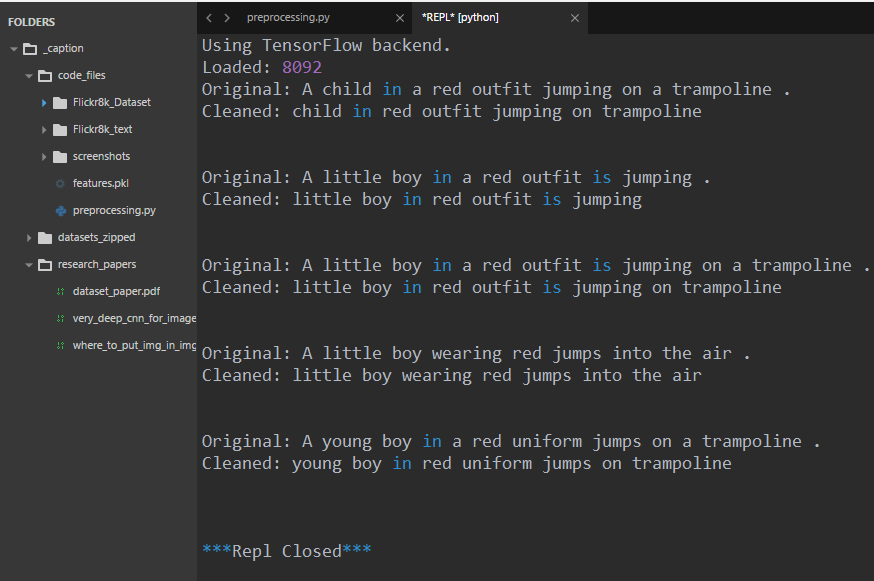 FOLDERS
_caption
code_files
Flickr8k_Dataset
Flickr8k_text
screenshots
features.pkl
preprocessing.py
datasets_zipped
research_papers
dataset_paper.pdf
very_deep_cnn_for_image
where_to_put_img_in_img
preprocessing.py
*REPL* [python]
Using TensorFlow backend.
Loaded: 8092
Original: A child in a red outfit jumping on a trampoline .
Cleaned: child in red outfit jumping on trampoline
Original: A little boy in a red outfit is jumping .
Cleaned: little boy in red outfit is jumping
Original: A little boy in a red outfit is jumping on a trampoline .
Cleaned: little boy in red outfit is jumping on trampoline
Original: A little boy wearing red jumps into the air .
Cleaned: little boy wearing red jumps into the air
Original: A young boy in a red uniform jumps on a trampoline .
Cleaned: young boy in red uniform jumps on trampoline
***Repl Closed***